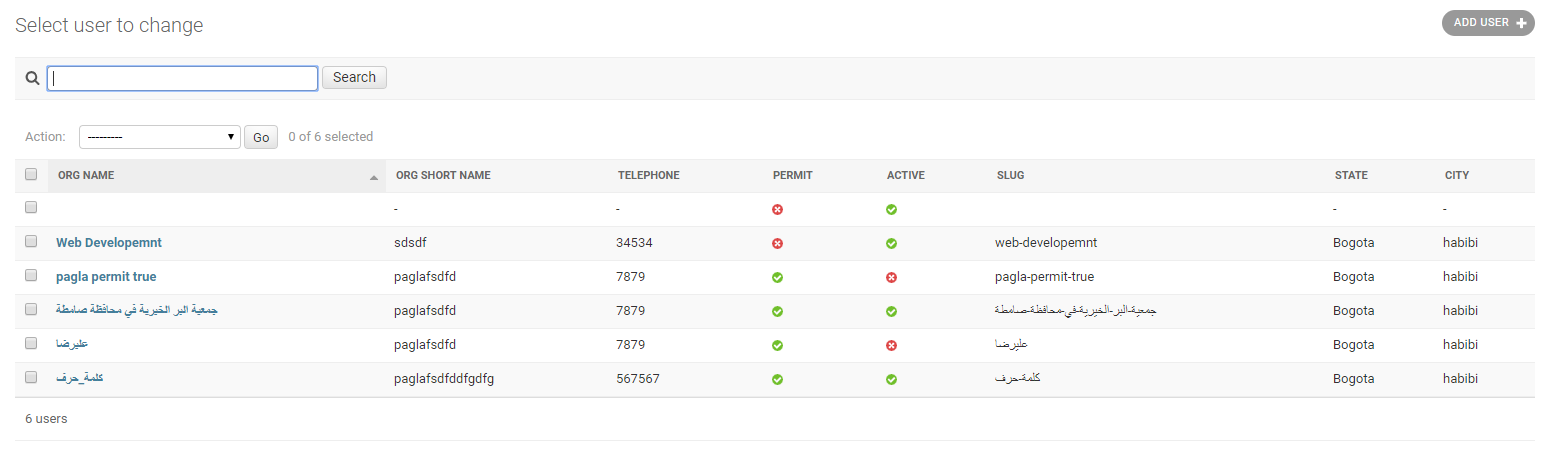 Select user to change
ADD USER
Search
Action: --------- Go 0 of 6 selected
ORG NAME ORG SHORT NAME TELEPHONE PERMIT ACTIVE SLUG STATE CITY
- - - -
Web Developemnt sdsdf 34534 web-developemnt Bogota habibi
pagla permit true paglafsdfd 7879 pagla-permit-true Bogota habibi
جمعية البر الخيرية في محافظة صامطة paglafsdfd 7879 جمعية-البر-الخيرية-في-محافظة-صامطة Bogota habibi
علیرضا paglafsdfd 7879 علیرضا Bogota habibi
كلمة_حرف paglafsdfddfgdfg 567567 كلمة-حرف Bogota habibi
6 users